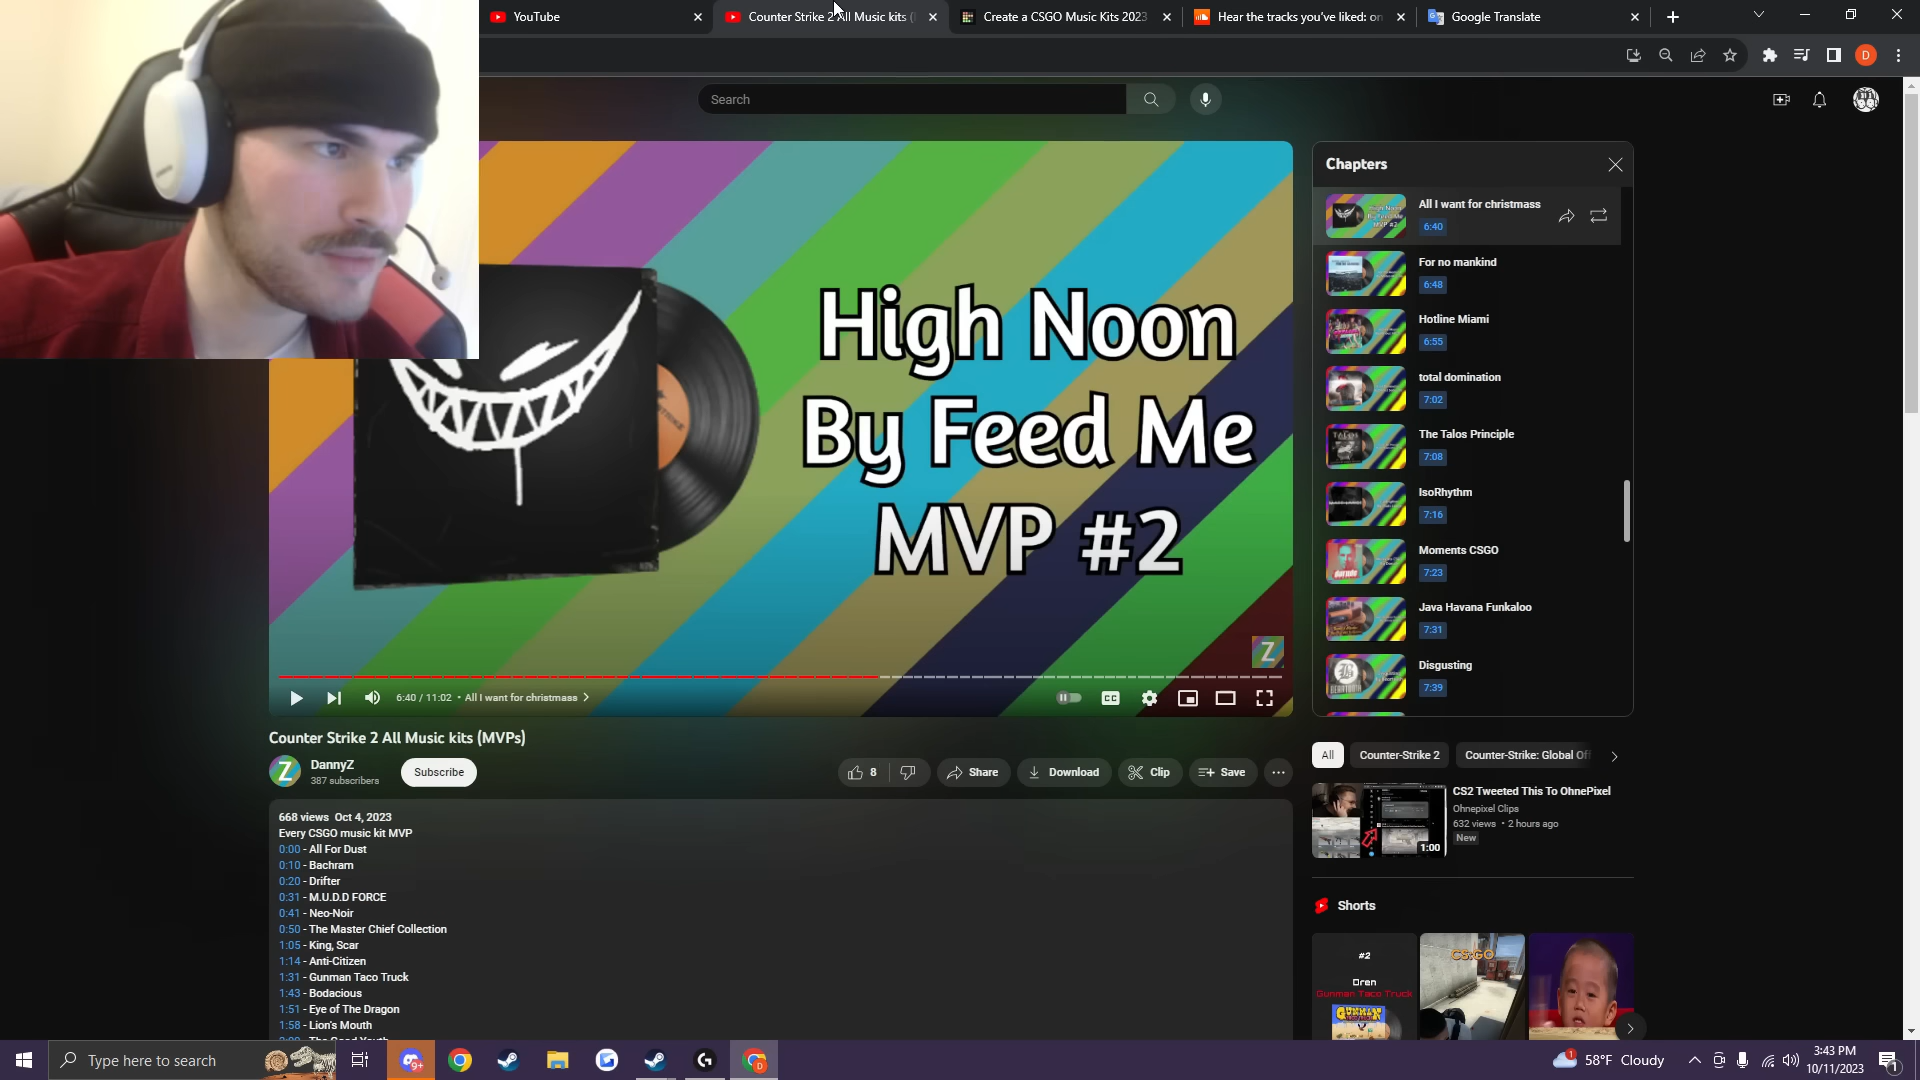 YouTube
Counter Strike 2 All Music kits (
Create a CSGO Music Kits 2023
Hear the tracks you've liked: on
Google Translate
D
Search
High Noon
By Feed Me
MVP #2
Z
6:40 / 11:02 • All I want for christmass
CC
Chapters
All I want for christmass
6:40
For no mankind
6:48
Hotline Miami
6:55
total domination
7:02
The Talos Principle
7:08
IsoRhythm
7:16
Moments CSGO
7:23
Java Havana Funkaloo
7:31
Disgusting
7:39
Counter Strike 2 All Music kits (MVPs)
Z
DannyZ
387 subscribers
Subscribe
8
Share
Download
Clip
Save
668 views Oct 4, 2023
Every CSGO music kit MVP
0:00 - All For Dust
0:10 - Bachram
0:20 - Drifter
0:31 - M.U.D.D FORCE
0:41 - Neo-Noir
0:50 - The Master Chief Collection
1:05 - King, Scar
1:14 - Anti-Citizen
1:31 - Gunman Taco Truck
1:43 - Bodacious
1:51 - Eye of The Dragon
1:58 - Lion's Mouth
All
Counter-Strike 2
Counter-Strike: Global Off
CS2 Tweeted This To OhnePixel
Ohnepixel Clips
632 views • 2 hours ago
New
1:00
Shorts
#2
Dren
Gunman Taco Truck
GUNMAN
CS:GO
Type here to search
9+
D
1
58°F Cloudy
3:43 PM
10/11/2023
1